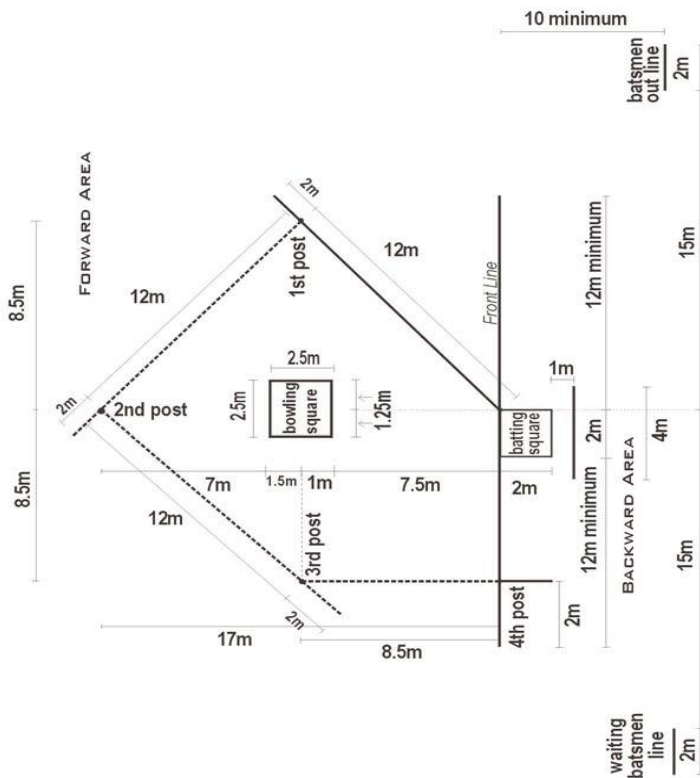 10 minimum
batsmen
out line
2m
FORWARD AREA
2m
12m
1st post
12m
Front Line
12m minimum
15m
8.5m
2.5m
1m
2m
2nd post
2.5m
bowling
square
1.25m
batting
square
2m
4m
7m
1.5m
1m
7.5m
2m
8.5m
12m
3rd post
12m minimum
BACKWARD AREA
15m
2m
4th post
2m
17m
8.5m
waiting
batsmen
line
2m